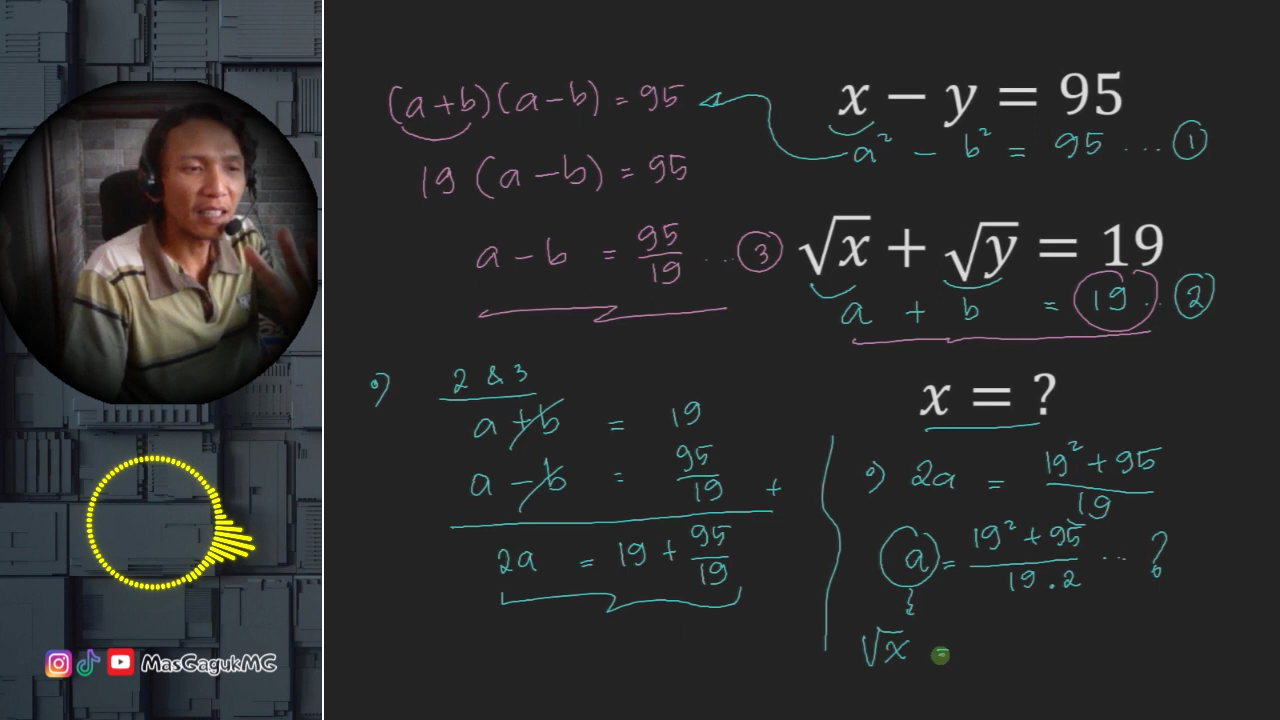 (a+b)(a−b) = 95
19 (a−b) = 95
a − b = 95/19 ... ③
x − y = 95
a² − b² = 95 ... ①
√x + √y = 19
a + b = 19 .. ②
x = ?
•) 2 & 3
a + b = 19
a − b = 95/19 +
2a = 19 + 95/19
•) 2a = (19² + 95)/19
a = (19² + 95)/(19 . 2) ... ?
√x =
MasGagukMC